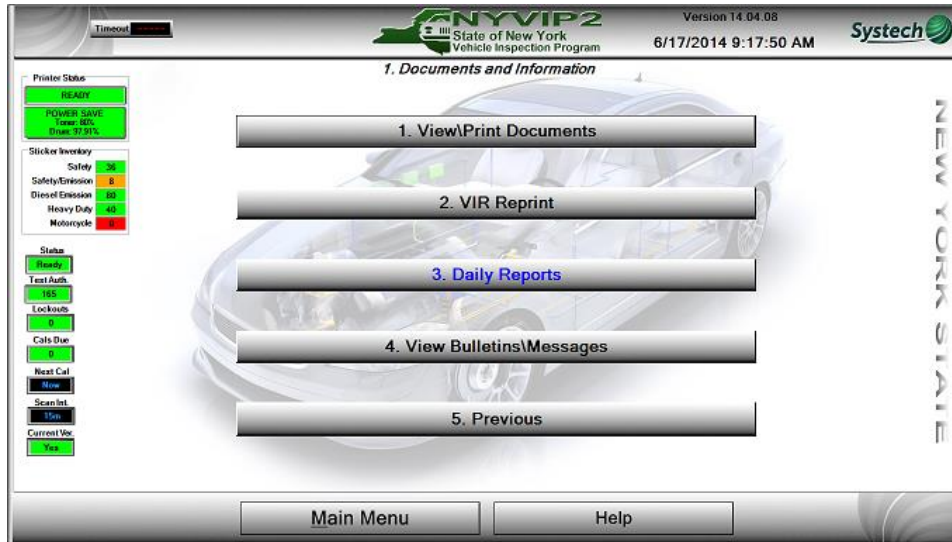 Timeout -----
NYVIP2
State of New York
Vehicle Inspection Program
Version 14.04.08
6/17/2014 9:17:50 AM
Systech
1. Documents and Information
Printer Status
READY
POWER SAVE
Toner: 80%
Drum: 97.91%
Sticker Inventory
Safety 36
Safety/Emission 8
Diesel Emission 80
Heavy Duty 40
Motorcycle 0
Status
Ready
Text Auth.
165
Lockouts
0
Cals Due
0
Next Cal
Now
Scan Int.
15m
Current Ver.
Yes
1. View\Print Documents
2. VIR Reprint
3. Daily Reports
4. View Bulletins\Messages
5. Previous
NEW YORK STATE
Main Menu
Help